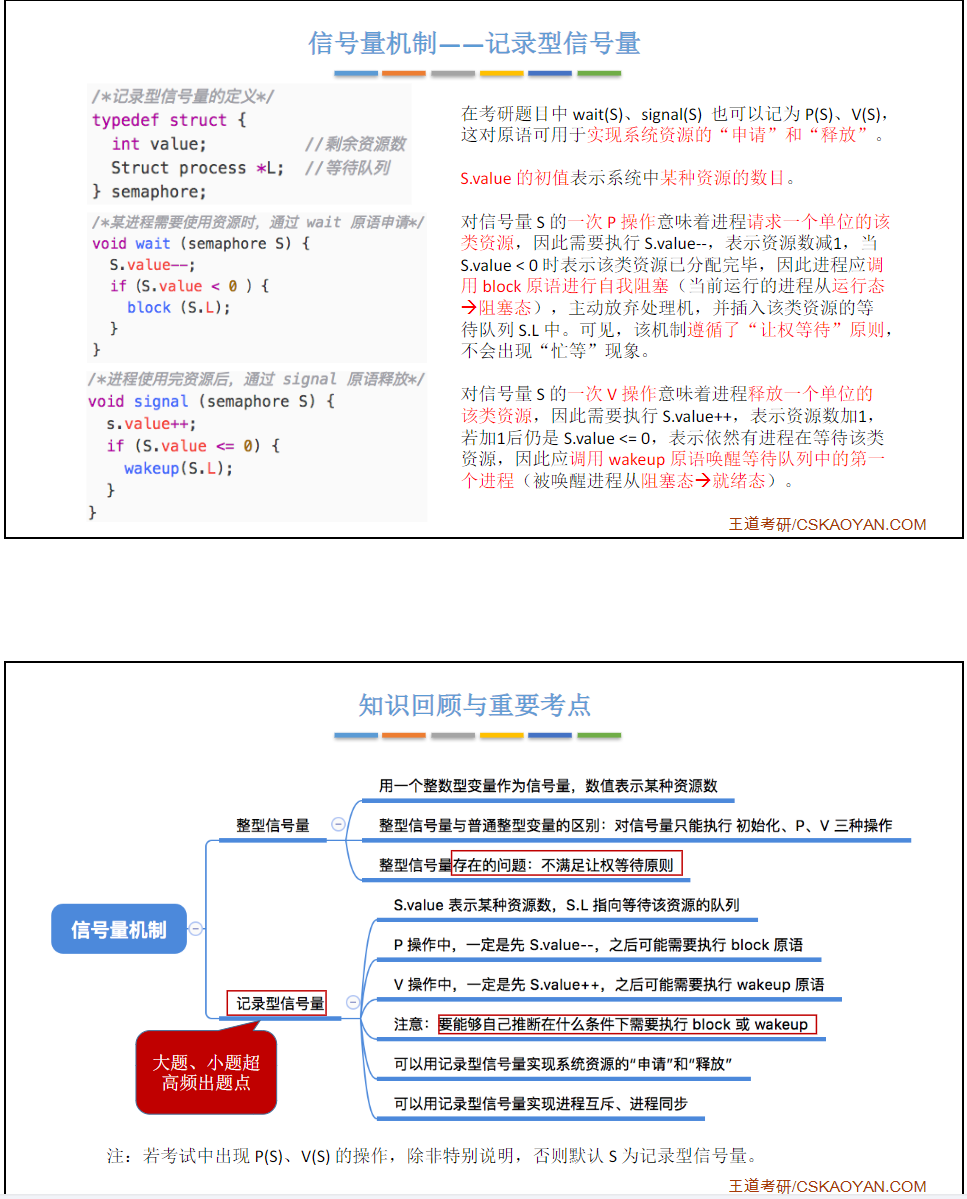 信号量机制——记录型信号量
/*记录型信号量的定义*/
typedef struct {
int value; //剩余资源数
Struct process *L; //等待队列
} semaphore;
/*某进程需要使用资源时，通过 wait 原语申请*/
void wait (semaphore S) {
S.value--;
if (S.value < 0 ) {
block (S.L);
}
}
/*进程使用完资源后，通过 signal 原语释放*/
void signal (semaphore S) {
s.value++;
if (S.value <= 0) {
wakeup(S.L);
}
}
在考研题目中 wait(S)、signal(S) 也可以记为 P(S)、V(S)，
这对原语可用于实现系统资源的“申请”和“释放”。
S.value 的初值表示系统中某种资源的数目。
对信号量 S 的一次 P 操作意味着进程请求一个单位的该
类资源，因此需要执行 S.value--，表示资源数减1，当
S.value < 0 时表示该类资源已分配完毕，因此进程应调
用 block 原语进行自我阻塞（当前运行的进程从运行态
→阻塞态），主动放弃处理机，并插入该类资源的等
待队列 S.L 中。可见，该机制遵循了“让权等待”原则，
不会出现“忙等”现象。
对信号量 S 的一次 V 操作意味着进程释放一个单位的
该类资源，因此需要执行 S.value++，表示资源数加1，
若加1后仍是 S.value <= 0，表示依然有进程在等待该类
资源，因此应调用 wakeup 原语唤醒等待队列中的第一
个进程（被唤醒进程从阻塞态→就绪态）。
王道考研/CSKAOYAN.COM
知识回顾与重要考点
信号量机制
整型信号量
用一个整数型变量作为信号量，数值表示某种资源数
整型信号量与普通整型变量的区别：对信号量只能执行 初始化、P、V 三种操作
整型信号量存在的问题：不满足让权等待原则
记录型信号量
大题、小题超
高频出题点
S.value 表示某种资源数，S.L 指向等待该资源的队列
P 操作中，一定是先 S.value--，之后可能需要执行 block 原语
V 操作中，一定是先 S.value++，之后可能需要执行 wakeup 原语
注意：要能够自己推断在什么条件下需要执行 block 或 wakeup
可以用记录型信号量实现系统资源的“申请”和“释放”
可以用记录型信号量实现进程互斥、进程同步
注：若考试中出现 P(S)、V(S) 的操作，除非特别说明，否则默认 S 为记录型信号量。
王道考研/CSKAOYAN.COM